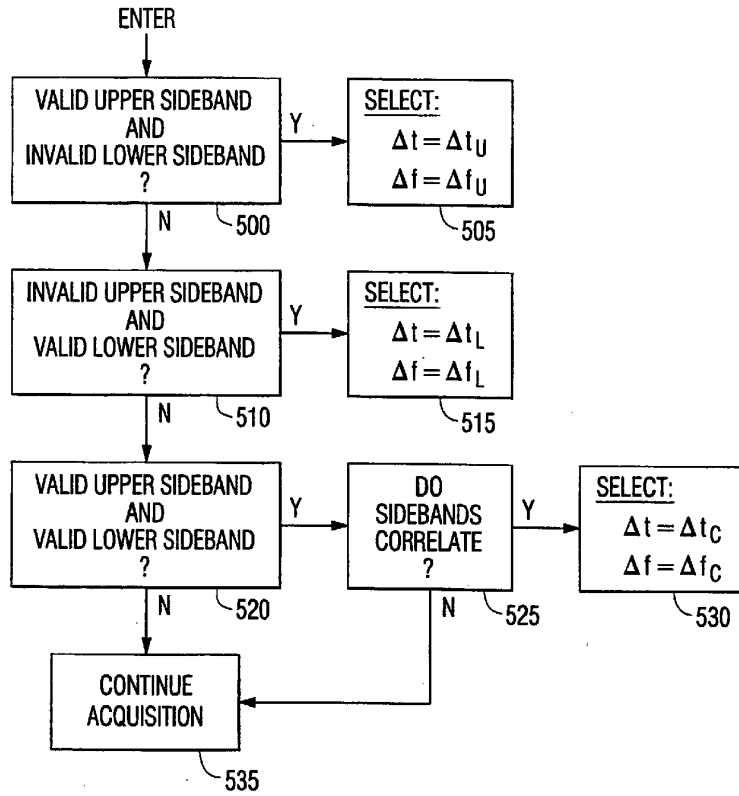 ENTER
VALID UPPER SIDEBAND
AND
INVALID LOWER SIDEBAND
?
Y
SELECT:
Δt = Δt_U
Δf = Δf_U
N
500
505
INVALID UPPER SIDEBAND
AND
VALID LOWER SIDEBAND
?
Y
SELECT:
Δt = Δt_L
Δf = Δf_L
N
510
515
VALID UPPER SIDEBAND
AND
VALID LOWER SIDEBAND
?
Y
DO
SIDEBANDS
CORRELATE
?
Y
SELECT:
Δt = Δt_C
Δf = Δf_C
N
520
N
525
530
CONTINUE
ACQUISITION
535